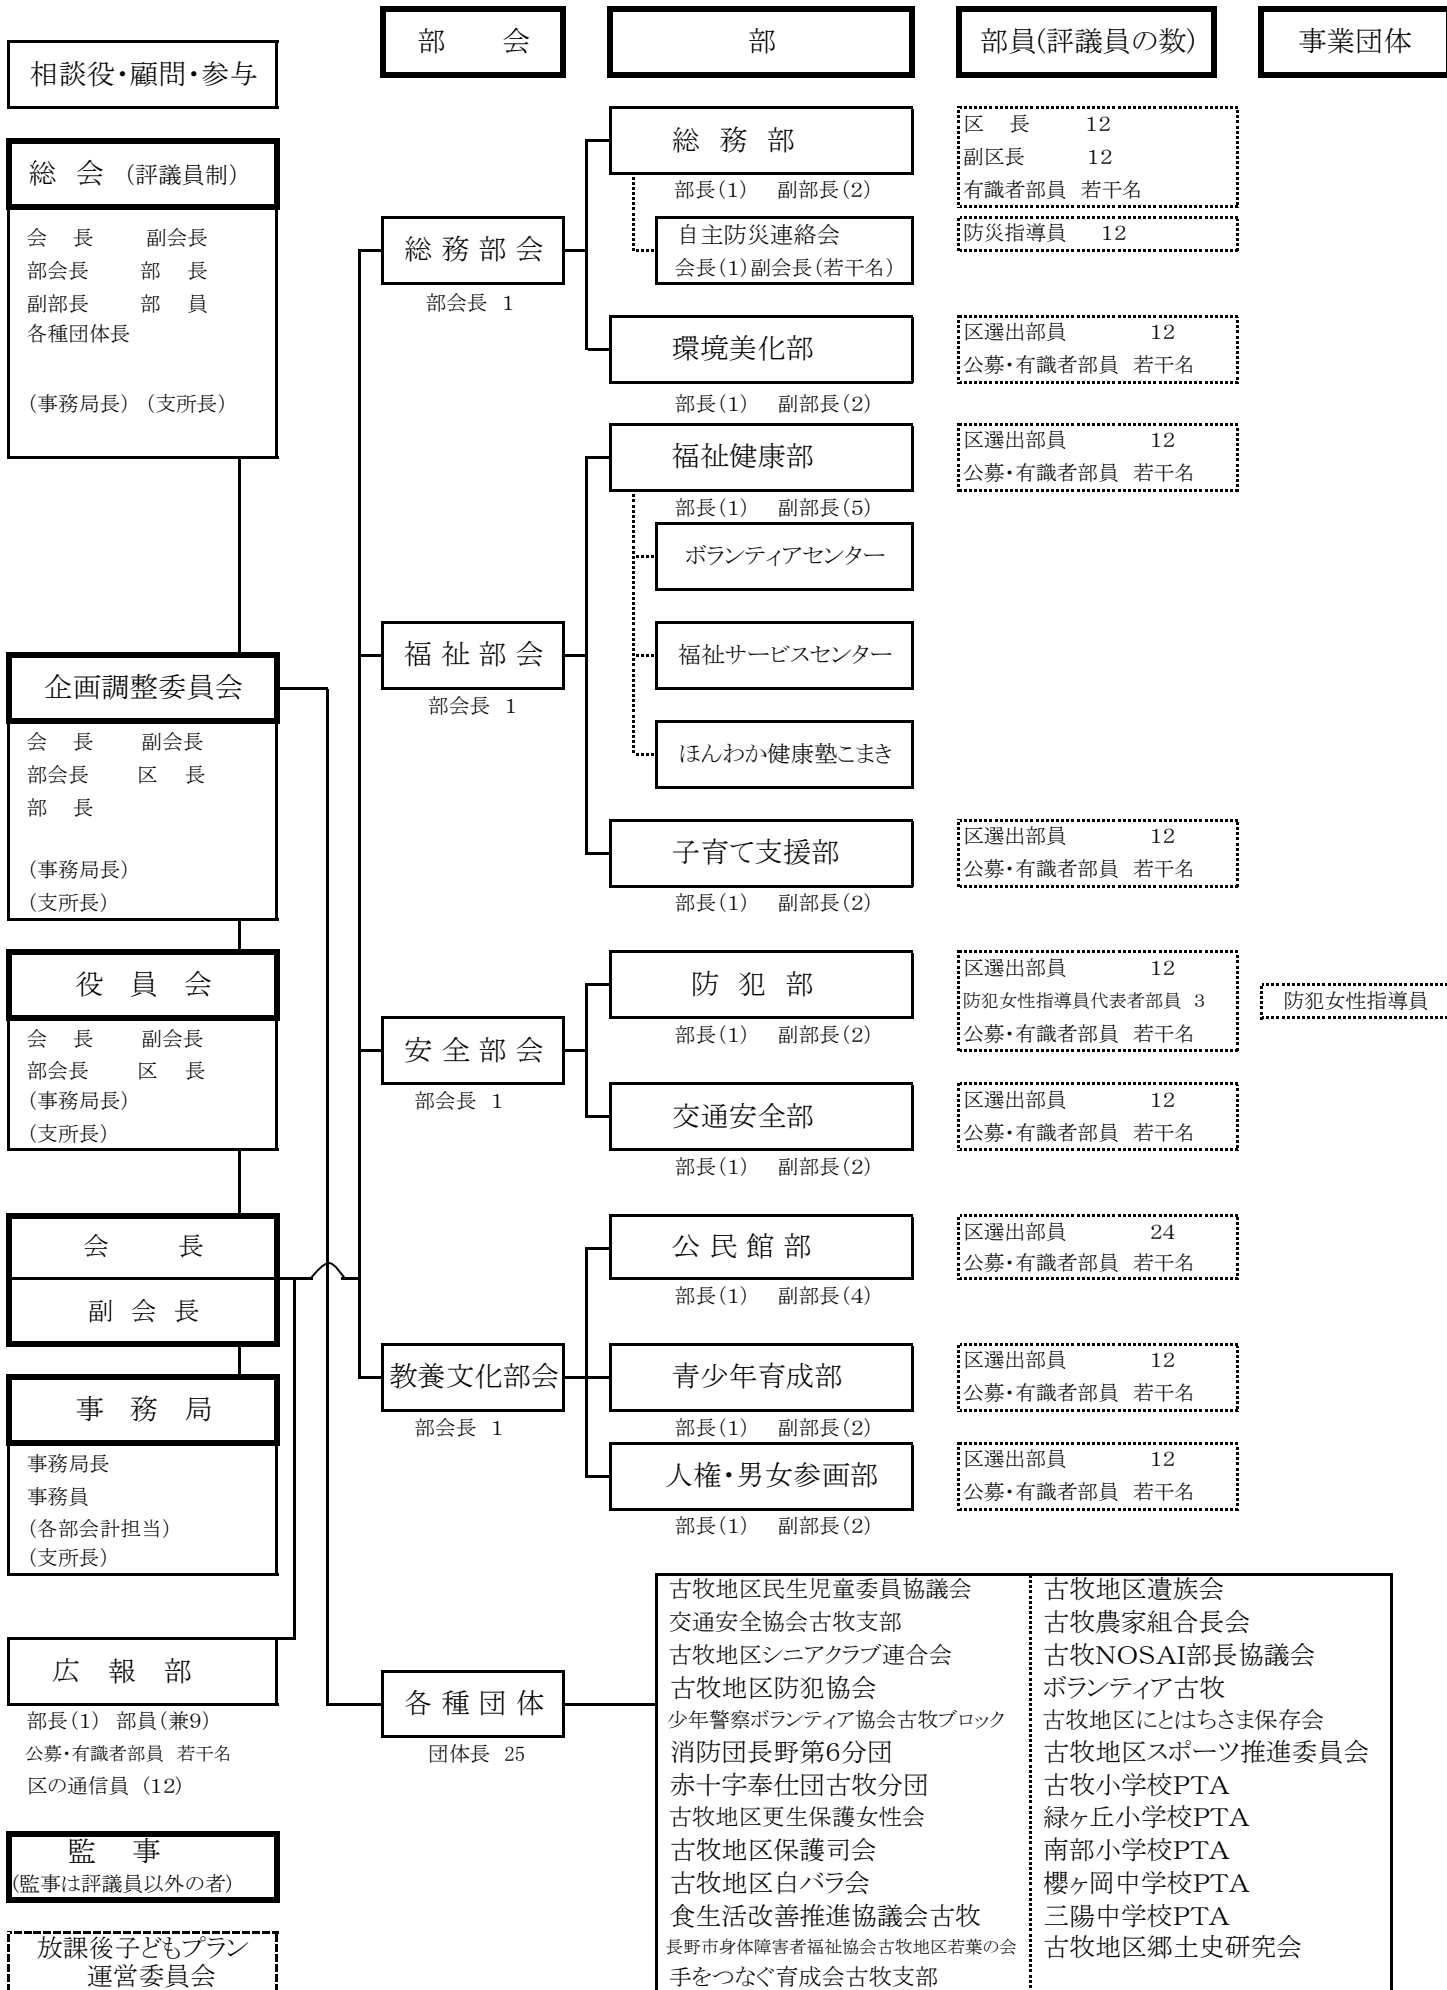 部　会
部
部員(評議員の数)
事業団体
相談役・顧問・参与
総 会 (評議員制)
会　長　　副会長
部会長　　部　長
副部長　　部　員
各種団体長
(事務局長) (支所長)
企画調整委員会
会　長　　副会長
部会長　　区　長
部　長
(事務局長)
(支所長)
役 員 会
会　長　　副会長
部会長　　区　長
(事務局長)
(支所長)
会　長
副 会 長
事 務 局
事務局長
事務員
(各部会計担当)
(支所長)
広 報 部
部長(1) 部員(兼9)
公募・有識者部員 若干名
区の通信員 (12)
監　事
(監事は評議員以外の者)
放課後子どもプラン
運営委員会
総 務 部 会
部会長 1
総 務 部
部長(1)　副部長(2)
区　長　　12
副区長　　12
有識者部員 若干名
自主防災連絡会
会長(1)副会長(若干名)
防災指導員　12
環境美化部
部長(1)　副部長(2)
区選出部員　　12
公募・有識者部員 若干名
福 祉 部 会
部会長 1
福祉健康部
部長(1)　副部長(5)
区選出部員　　12
公募・有識者部員 若干名
ボランティアセンター
福祉サービスセンター
ほんわか健康塾こまき
子育て支援部
部長(1)　副部長(2)
区選出部員　　12
公募・有識者部員 若干名
安 全 部 会
部会長 1
防 犯 部
部長(1)　副部長(2)
区選出部員　　12
防犯女性指導員代表者部員 3
公募・有識者部員 若干名
防犯女性指導員
交通安全部
部長(1)　副部長(2)
区選出部員　　12
公募・有識者部員 若干名
教養文化部会
部会長 1
公 民 館 部
部長(1)　副部長(4)
区選出部員　　24
公募・有識者部員 若干名
青少年育成部
部長(1)　副部長(2)
区選出部員　　12
公募・有識者部員 若干名
人権・男女参画部
部長(1)　副部長(2)
区選出部員　　12
公募・有識者部員 若干名
各 種 団 体
団体長 25
古牧地区民生児童委員協議会
交通安全協会古牧支部
古牧地区シニアクラブ連合会
古牧地区防犯協会
少年警察ボランティア協会古牧ブロック
消防団長野第6分団
赤十字奉仕団古牧分団
古牧地区更生保護女性会
古牧地区保護司会
古牧地区白バラ会
食生活改善推進協議会古牧
長野市身体障害者福祉協会古牧地区若葉の会
手をつなぐ育成会古牧支部
古牧地区遺族会
古牧農家組合長会
古牧NOSAI部長協議会
ボランティア古牧
古牧地区にとはちさま保存会
古牧地区スポーツ推進委員会
古牧小学校PTA
緑ヶ丘小学校PTA
南部小学校PTA
櫻ヶ岡中学校PTA
三陽中学校PTA
古牧地区郷土史研究会